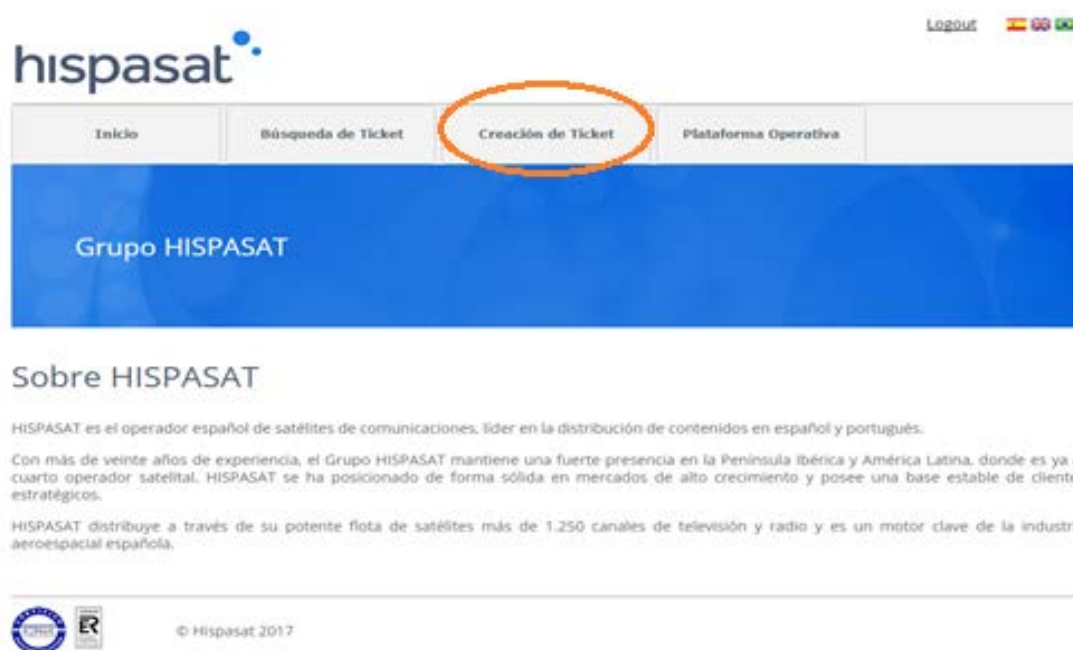 Logout
hispasat
Inicio
Búsqueda de Ticket
Creación de Ticket
Plataforma Operativa
Grupo HISPASAT
Sobre HISPASAT
HISPASAT es el operador español de satélites de comunicaciones, líder en la distribución de contenidos en español y portugués.
Con más de veinte años de experiencia, el Grupo HISPASAT mantiene una fuerte presencia en la Península Ibérica y América Latina, donde es ya
cuarto operador satelital. HISPASAT se ha posicionado de forma sólida en mercados de alto crecimiento y posee una base estable de cliente
estratégicos.
HISPASAT distribuye a través de su potente flota de satélites más de 1.250 canales de televisión y radio y es un motor clave de la industri
aeroespacial española.
ER
© Hispasat 2017